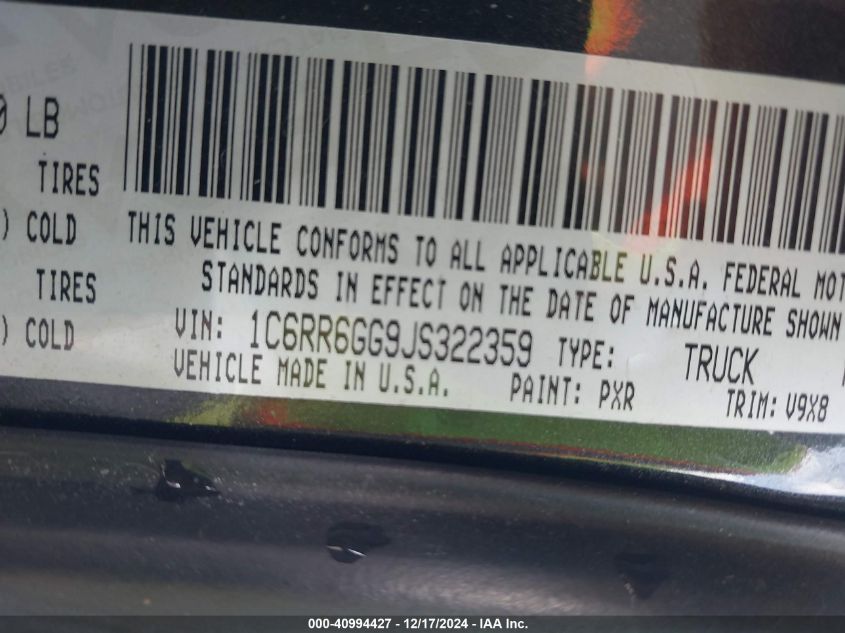 0 LB
TIRES
) COLD
TIRES
) COLD
THIS VEHICLE CONFORMS TO ALL APPLICABLE U.S.A. FEDERAL MOT
STANDARDS IN EFFECT ON THE DATE OF MANUFACTURE SHOWN
VIN: 1C6RR6GG9JS322359 TYPE: TRUCK
VEHICLE MADE IN U.S.A. PAINT: PXR TRIM: V9X8
000-40994427 - 12/17/2024 - IAA Inc.